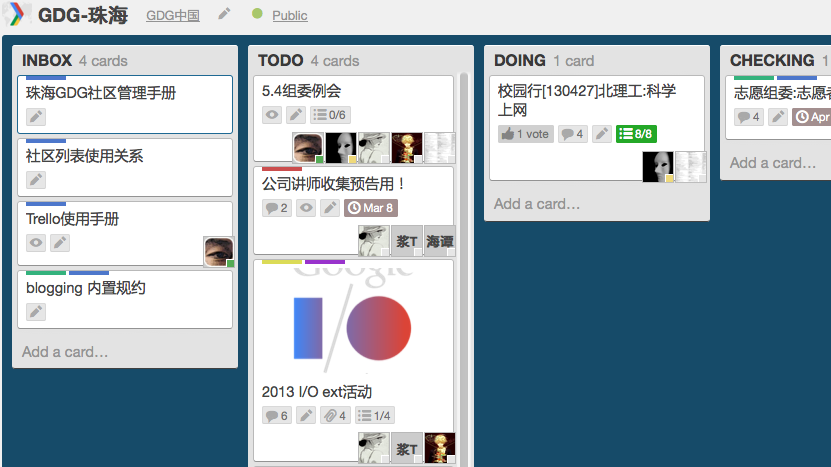 GDG-珠海
GDG中国
Public
INBOX 4 cards
珠海GDG社区管理手册
社区列表使用关系
Trello使用手册
blogging 内置规约
Add a card…
TODO 4 cards
5.4组委例会
0/6
公司讲师收集预告用！
2
Mar 8
浆T
海谭
Google
I/O
2013 I/O ext活动
6
4
1/4
浆T
DOING 1 card
校园行[130427]北理工:科学
上网
1 vote
4
8/8
Add a card…
CHECKING 1
志愿组委:志愿者
4
Apr
Add a card…